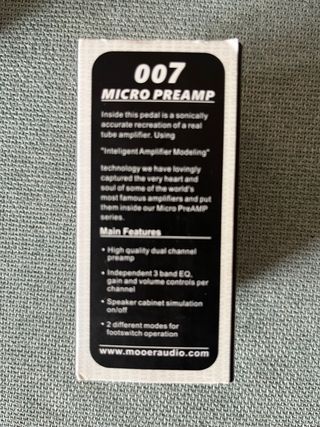 007
MICRO PREAMP
Inside this pedal is a sonically
accurate recreation of a real
tube amplifier. Using
"Inteligent Amplifier Modeling"
technology we have lovingly
captured the very heart and
soul of some of the world's
most famous amplifiers and put
them inside our Micro PreAMP
series.
Main Features
• High quality dual channel
preamp
• Independent 3 band EQ,
gain and volume controls per
channel
• Speaker cabinet simulation
on/off
• 2 different modes for
footswitch operation
www.mooeraudio.com